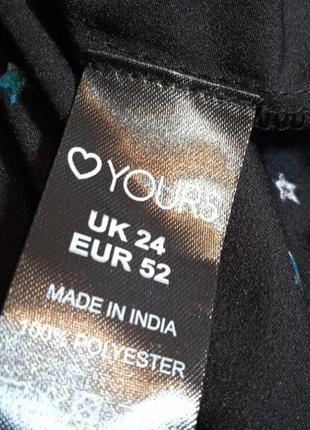 ♡ YOURS
UK 24
EUR 52
MADE IN INDIA
100% POLYESTER